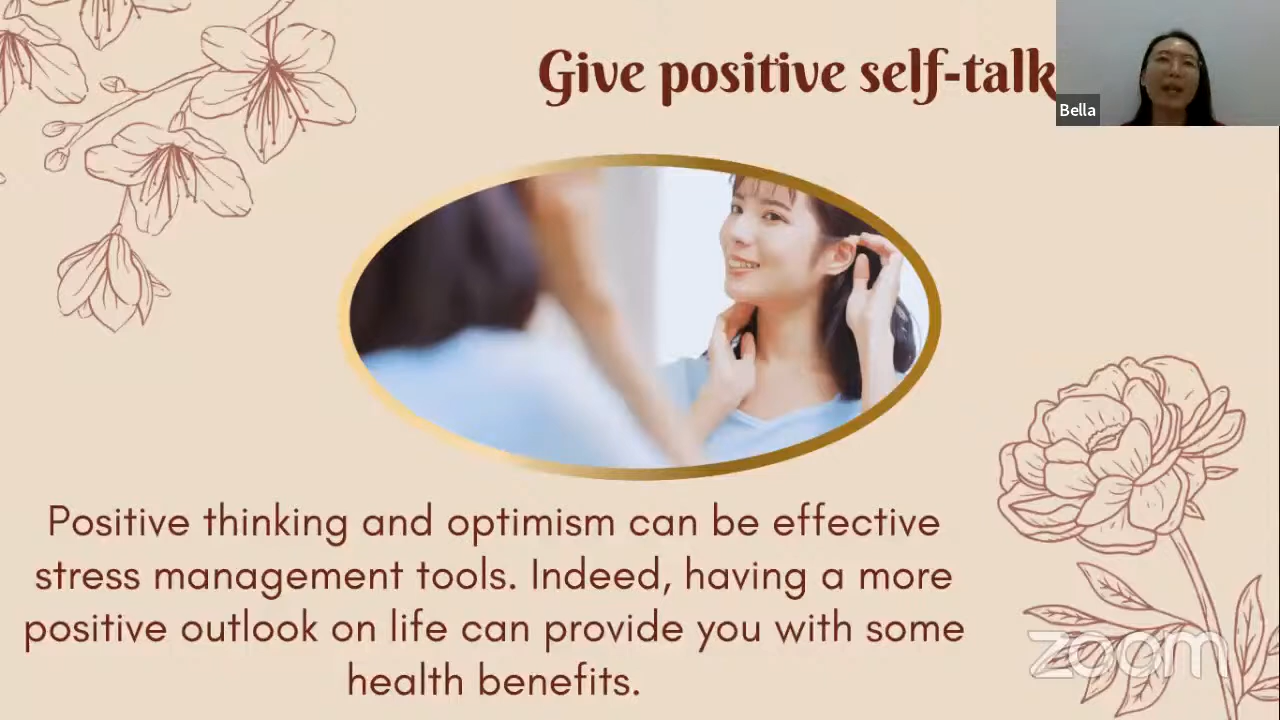 Give positive self-talk
Bella
Positive thinking and optimism can be effective
stress management tools. Indeed, having a more
positive outlook on life can provide you with some
health benefits.
zoom